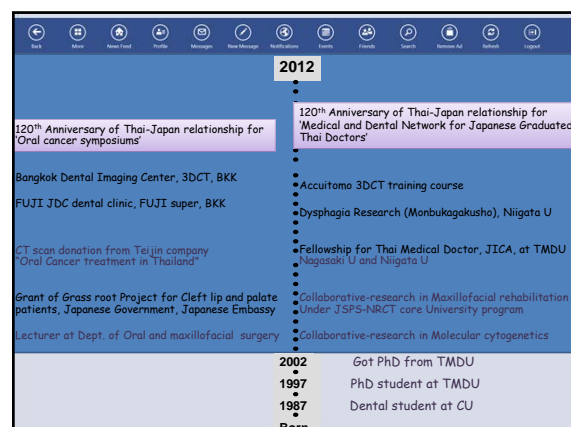 Back More News Feed Profile Messages New Message Notifications Events Friends Search Remove Ad Refresh Logout
2012
120th Anniversary of Thai-Japan relationship for
'Oral cancer symposiums'
120th Anniversary of Thai-Japan relationship for
'Medical and Dental Network for Japanese Graduated
Thai Doctors'
Bangkok Dental Imaging Center, 3DCT, BKK
Accuitomo 3DCT training course
FUJI JDC dental clinic, FUJI super, BKK
Dysphagia Research (Monbukagakusho), Niigata U
CT scan donation from Teijin company
"Oral Cancer treatment in Thailand"
Fellowship for Thai Medical Doctor, JICA, at TMDU
Nagasaki U and Niigata U
Grant of Grass root Project for Cleft lip and palate
patients, Japanese Government, Japanese Embassy
Collaborative-research in Maxillofacial rehabilitation
Under JSPS-NRCT core University program
Lecturer at Dept. of Oral and maxillofacial surgery
Collaborative-research in Molecular cytogenetics
2002 Got PhD from TMDU
1997 PhD student at TMDU
1987 Dental student at CU
Born